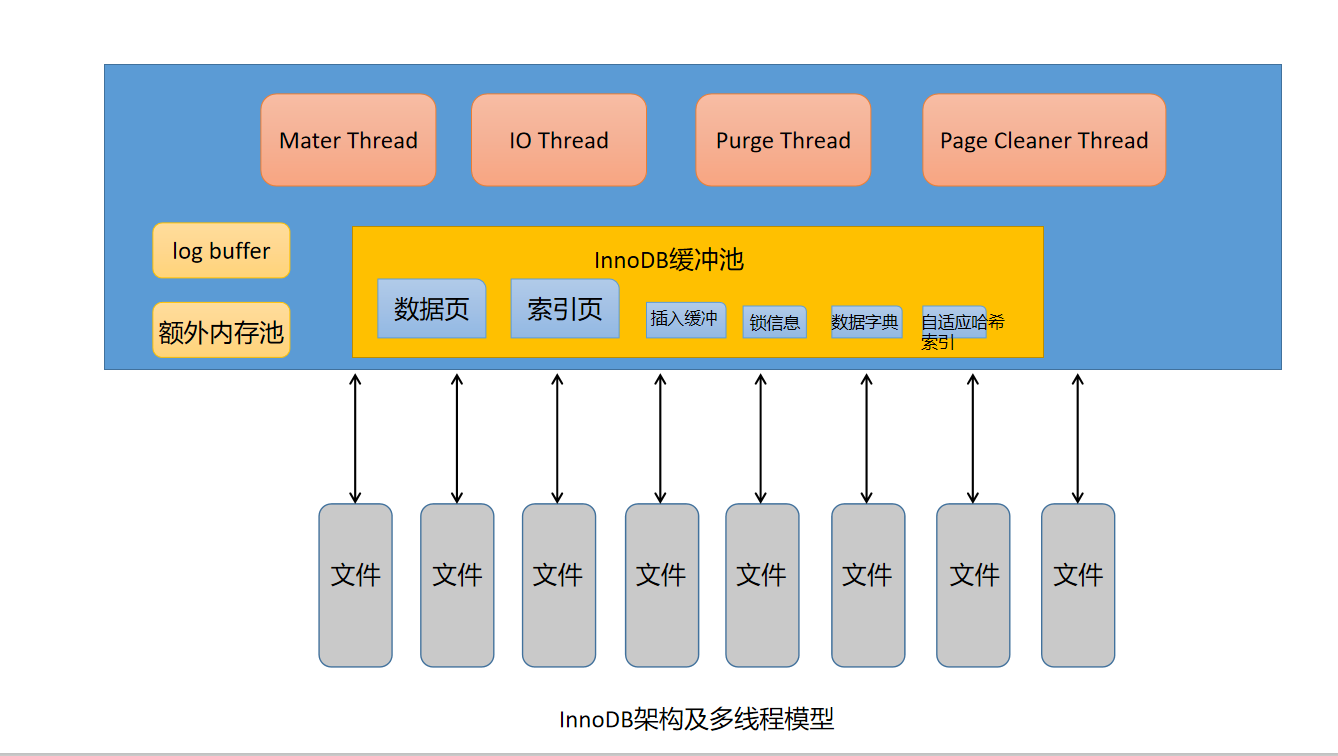 Mater Thread
IO Thread
Purge Thread
Page Cleaner Thread
log buffer
额外内存池
InnoDB缓冲池
数据页
索引页
插入缓冲
锁信息
数据字典
自适应哈希
索引
文件
文件
文件
文件
文件
文件
文件
文件
InnoDB架构及多线程模型